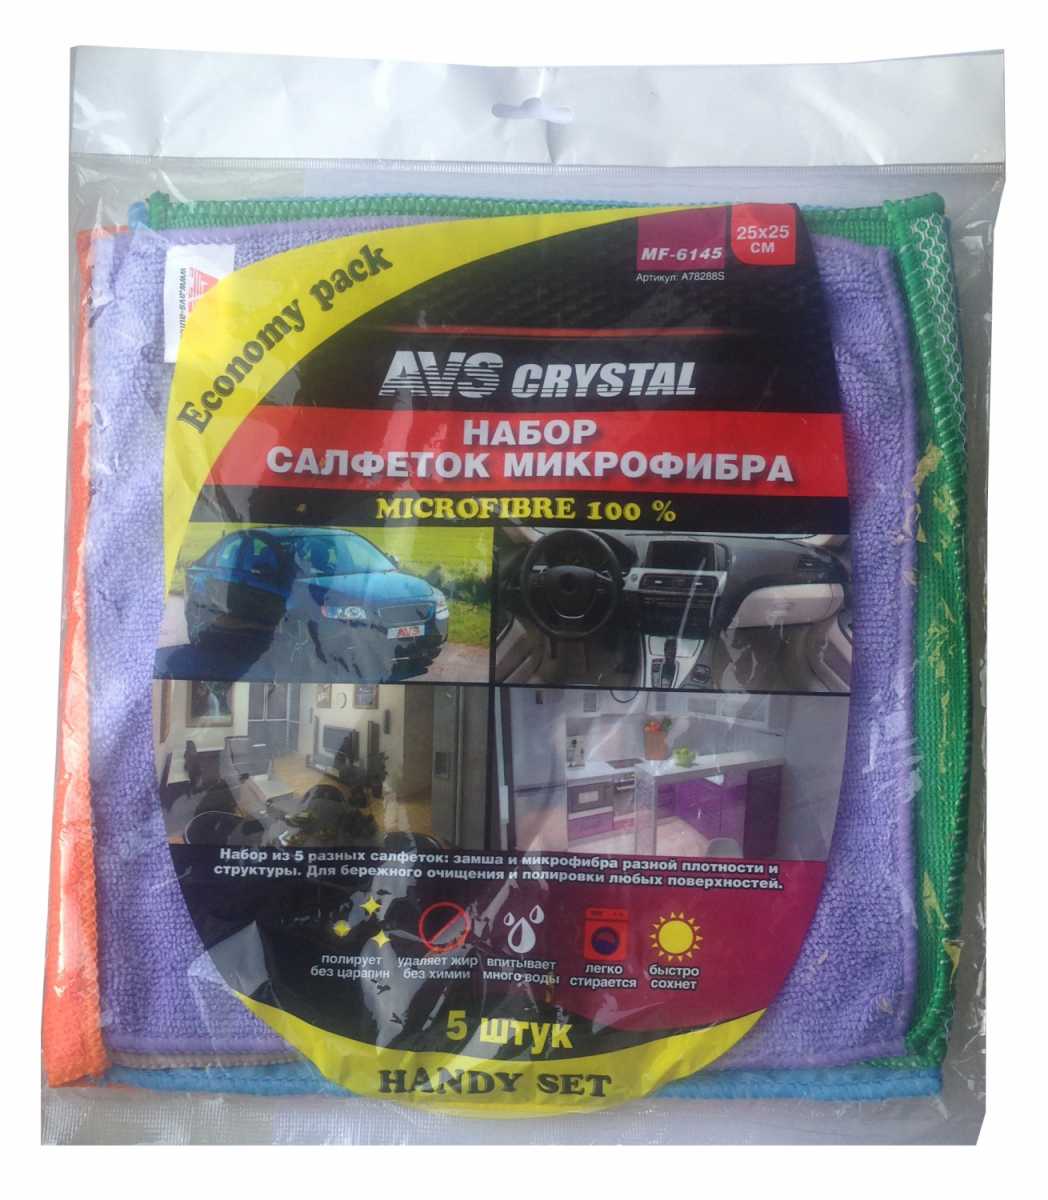 Economy pack
MF-6145
Артикул: A78288S
25x25
СМ
AVS CRYSTAL
НАБОР
САЛФЕТОК МИКРОФИБРА
MICROFIBRE 100 %
Набор из 5 разных салфеток: замша и микрофибра разной плотности и
структуры. Для бережного очищения и полировки любых поверхностей.
полирует
без царапин
удаляет жир
без химии
впитывает
много воды
легко
стирается
быстро
сохнет
5 штук
HANDY SET